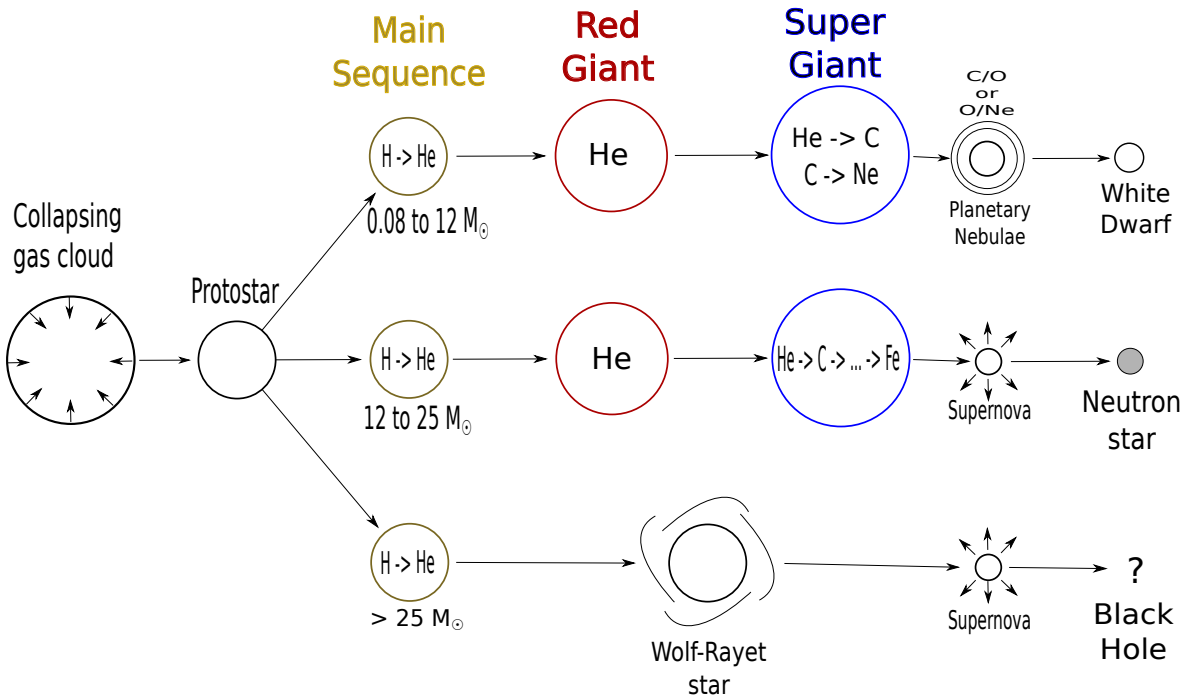 Main
Sequence
Red
Giant
Super
Giant
H -> He
0.08 to 12 M☉
He
He -> C
C -> Ne
C/O
or
O/Ne
Planetary
Nebulae
White
Dwarf
Collapsing
gas cloud
Protostar
H -> He
12 to 25 M☉
He
He -> C -> ... -> Fe
Supernova
Neutron
star
H -> He
> 25 M☉
Wolf-Rayet
star
Supernova
?
Black
Hole